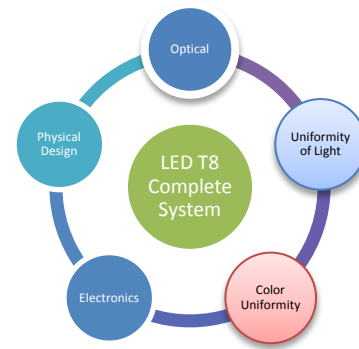 Optical
Uniformity
of Light
Color
Uniformity
Electronics
Physical
Design
LED T8
Complete
System